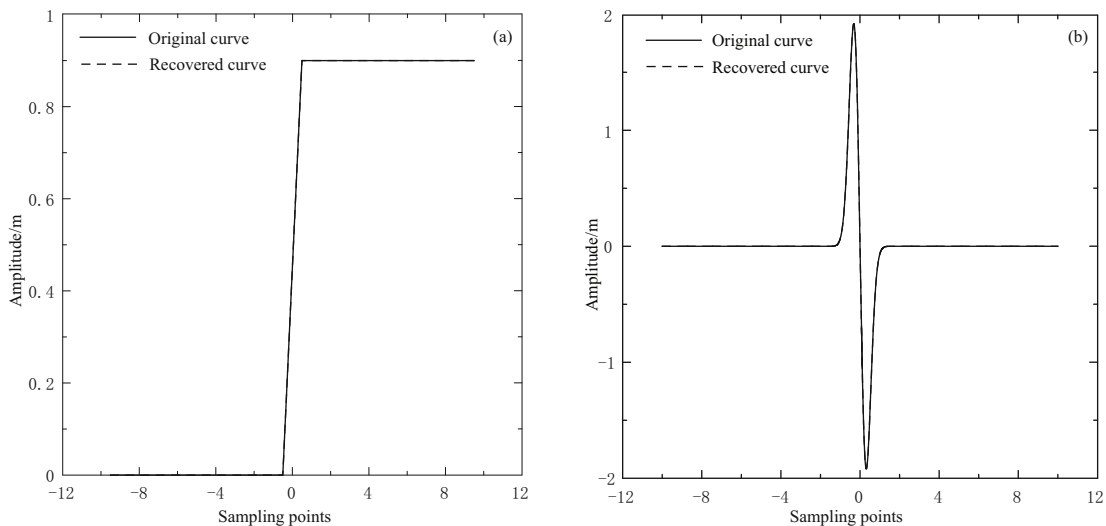 1
Original curve
(a)
Recovered curve
0.8
0.6
Amplitude/m
0.4
0.2
0
-12
-8
-4
0
4
8
12
Sampling points
2
Original curve
(b)
Recovered curve
1
Amplitude/m
0
-1
-2
-12
-8
-4
0
4
8
12
Sampling points